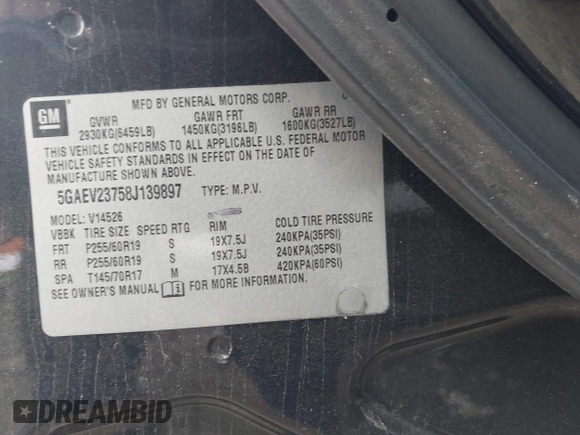 MFD BY GENERAL MOTORS CORP.
GM
GVWR GAWR FRT GAWR RR
2930KG(6459LB) 1450KG(3196LB) 1600KG(3527LB)
THIS VEHICLE CONFORMS TO ALL APPLICABLE U.S. FEDERAL MOTOR
VEHICLE SAFETY STANDARDS IN EFFECT ON THE DATE OF
MANUFACTURE SHOWN ABOVE.
5GAEV23758J139897 TYPE: M.P.V.
MODEL: V14526
VBBK TIRE SIZE SPEED RTG RIM COLD TIRE PRESSURE
FRT P255/60R19 S 19X7.5J 240KPA(35PSI)
RR P255/60R19 S 19X7.5J 240KPA(35PSI)
SPA T145/70R17 M 17X4.5B 420KPA(60PSI)
SEE OWNER'S MANUAL FOR MORE INFORMATION.
DREAMBID